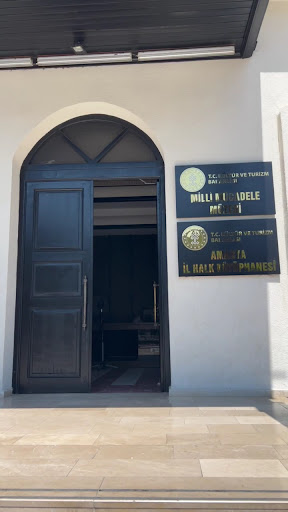 T.C. KÜLTÜR VE TURİZM
BAKANLIĞI
MİLLİ MÜCADELE
MÜZESİ
T.C. KÜLTÜR VE TURİZM
BAKANLIĞI
AMASYA
İL HALK KÜTÜPHANESİ